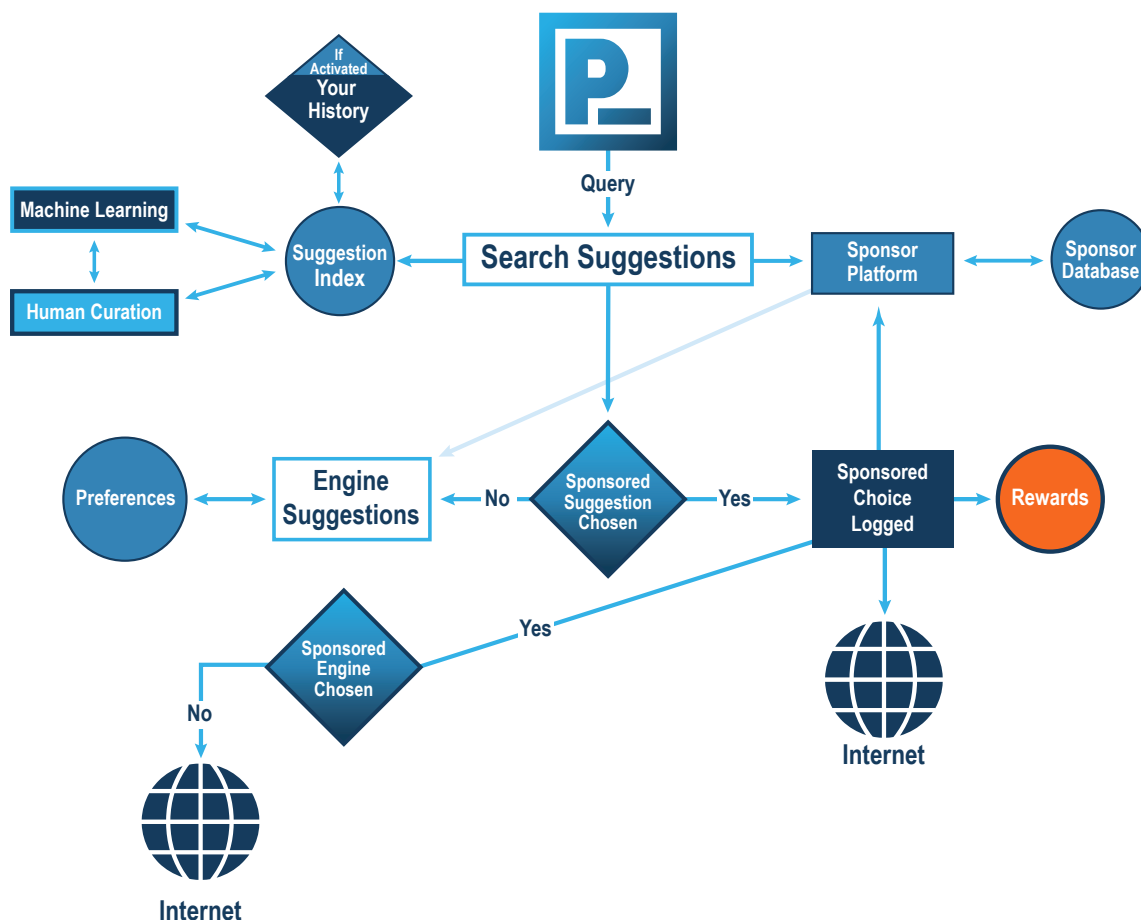 If
Activated
Your
History
P
Query
Machine Learning
Suggestion
Index
Search Suggestions
Sponsor
Platform
Sponsor
Database
Human Curation
Preferences
Engine
Suggestions
No
Sponsored
Suggestion
Chosen
Yes
Sponsored
Choice
Logged
Rewards
Sponsored
Engine
Chosen
Yes
No
Internet
Internet